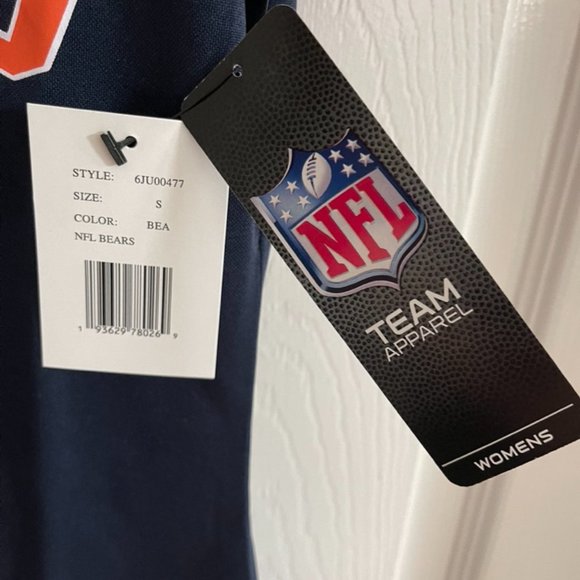 STYLE: 6JU00477
SIZE: S
COLOR: BEA
NFL BEARS
1 93629 78026 9
NFL
TEAM
APPAREL
WOMENS